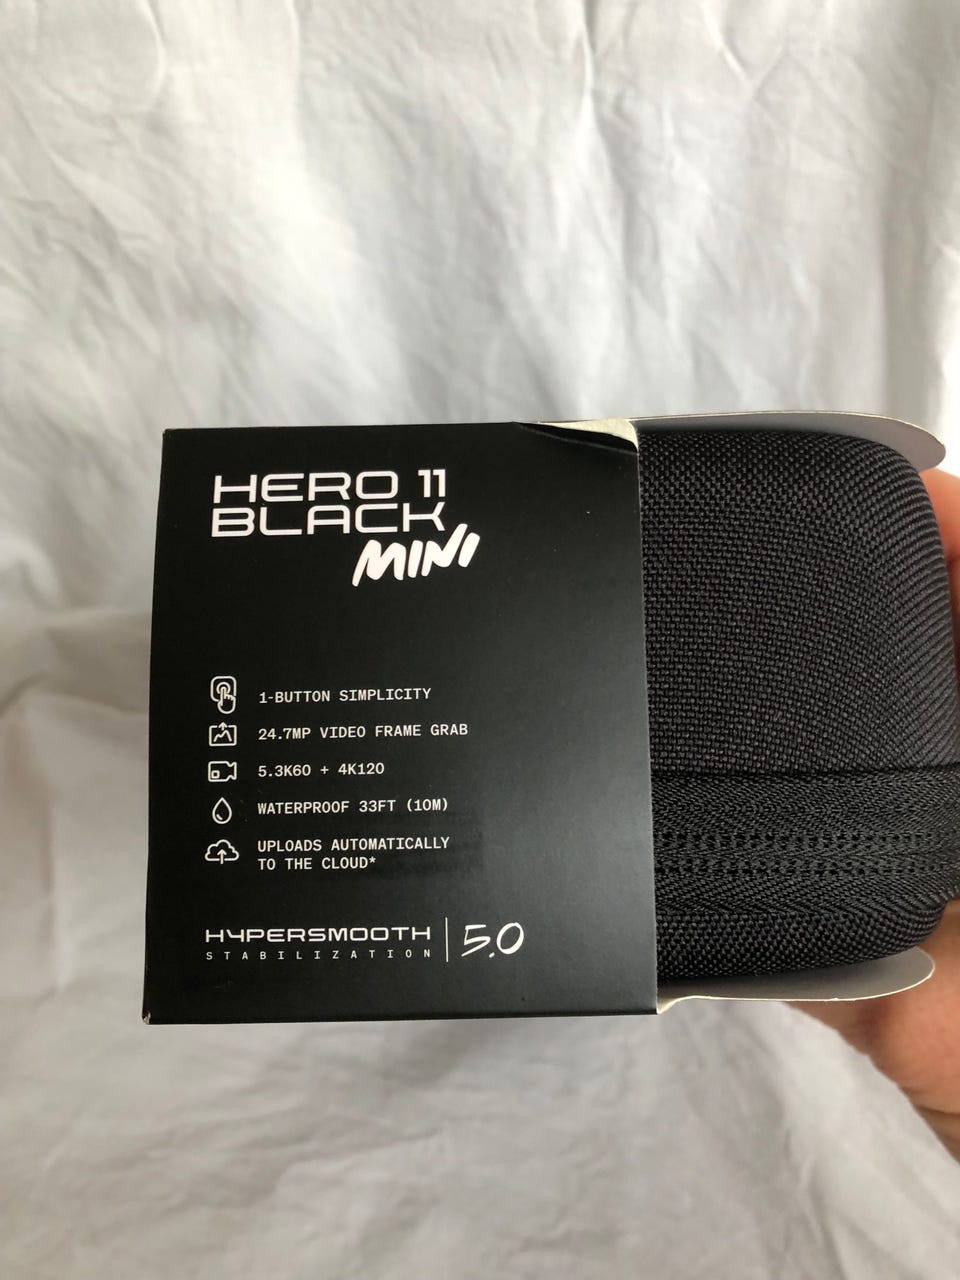 HERO 11
BLACK
MINI
1-BUTTON SIMPLICITY
24.7MP VIDEO FRAME GRAB
5.3K60 + 4K120
WATERPROOF 33FT (10M)
UPLOADS AUTOMATICALLY
TO THE CLOUD*
HYPERSMOOTH
STABILIZATION
5.0